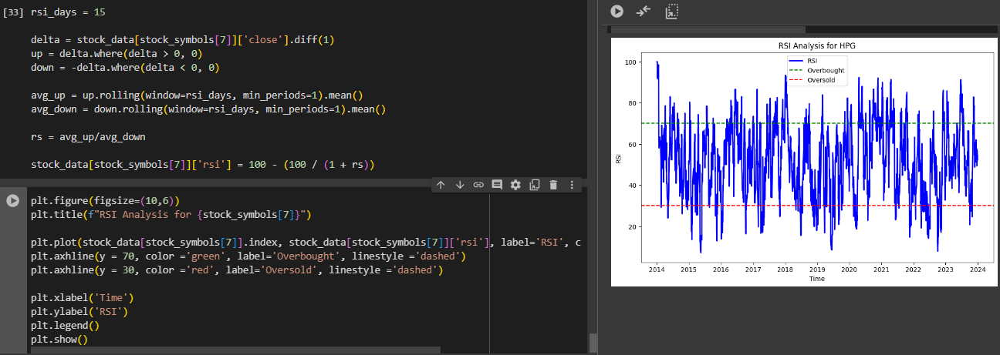 [33] rsi_days = 15
delta = stock_data[stock_symbols[7]]['close'].diff(1)
up = delta.where(delta > 0, 0)
down = -delta.where(delta < 0, 0)
avg_up = up.rolling(window=rsi_days, min_periods=1).mean()
avg_down = down.rolling(window=rsi_days, min_periods=1).mean()
rs = avg_up/avg_down
stock_data[stock_symbols[7]]['rsi'] = 100 - (100 / (1 + rs))
plt.figure(figsize=(10,6))
plt.title(f"RSI Analysis for {stock_symbols[7]}")
plt.plot(stock_data[stock_symbols[7]].index, stock_data[stock_symbols[7]]['rsi'], label='RSI', c
plt.axhline(y = 70, color ='green', label='Overbought', linestyle ='dashed')
plt.axhline(y = 30, color ='red', label='Oversold', linestyle ='dashed')
plt.xlabel('Time')
plt.ylabel('RSI')
plt.legend()
plt.show()
RSI Analysis for HPG
RSI
Overbought
Oversold
100
80
60
40
20
RSI
2014 2015 2016 2017 2018 2019 2020 2021 2022 2023 2024
Time